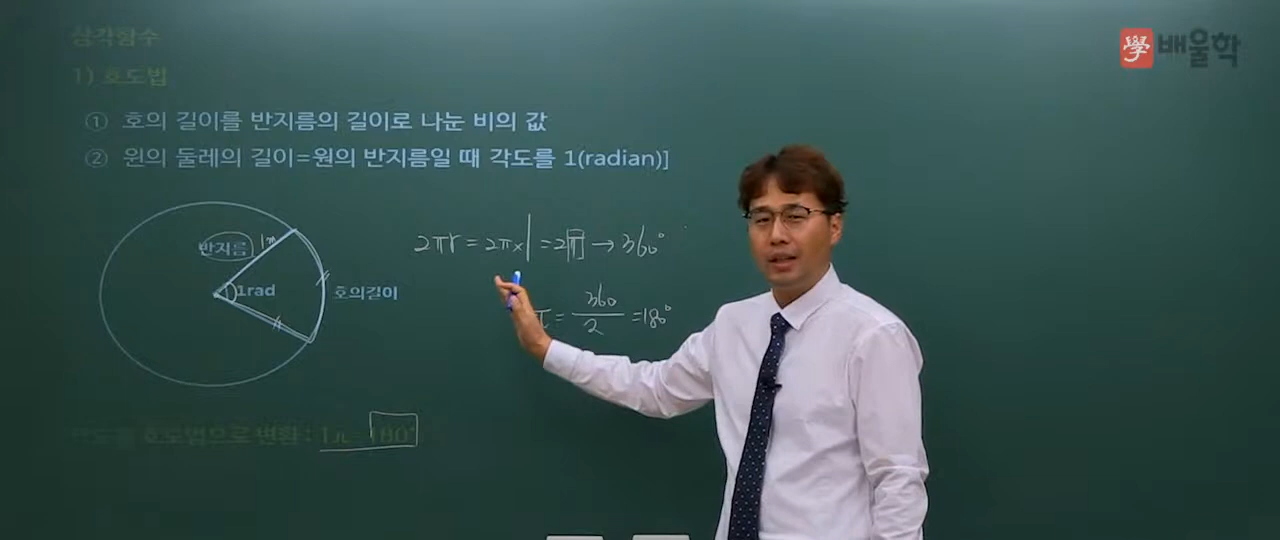 學 배울학
삼각함수
1) 호도법
① 호의 길이를 반지름의 길이로 나눈 비의 값
② 원의 둘레의 길이=원의 반지름일 때 각도를 1(radian)]
반지름 1m
1rad
호의길이
2πr = 2π×1 = 2π → 360°
π = 360/2 = 180°
각도를 호도법으로 변환 : 1π=180°